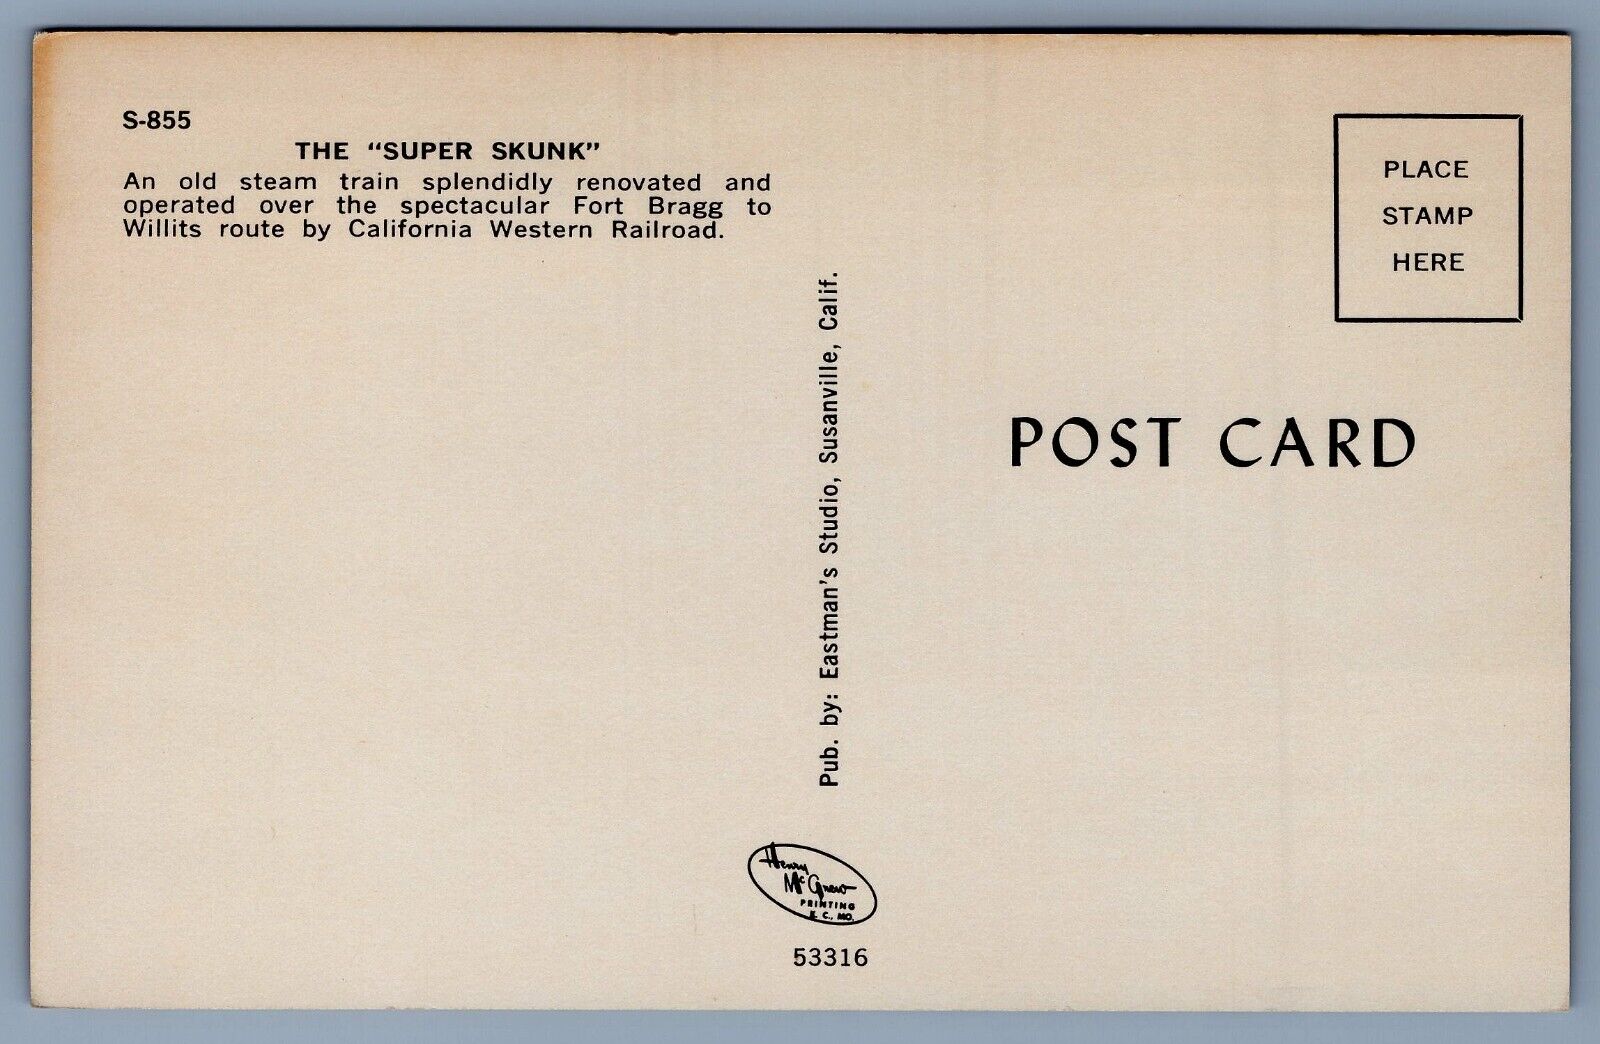 S-855
THE “SUPER SKUNK”
An old steam train splendidly renovated and
operated over the spectacular Fort Bragg to
Willits route by California Western Railroad.
Pub. by: Eastman's Studio, Susanville, Calif.
Henry
McGrew
PRINTING
K. C., MO.
53316
PLACE
STAMP
HERE
POST CARD